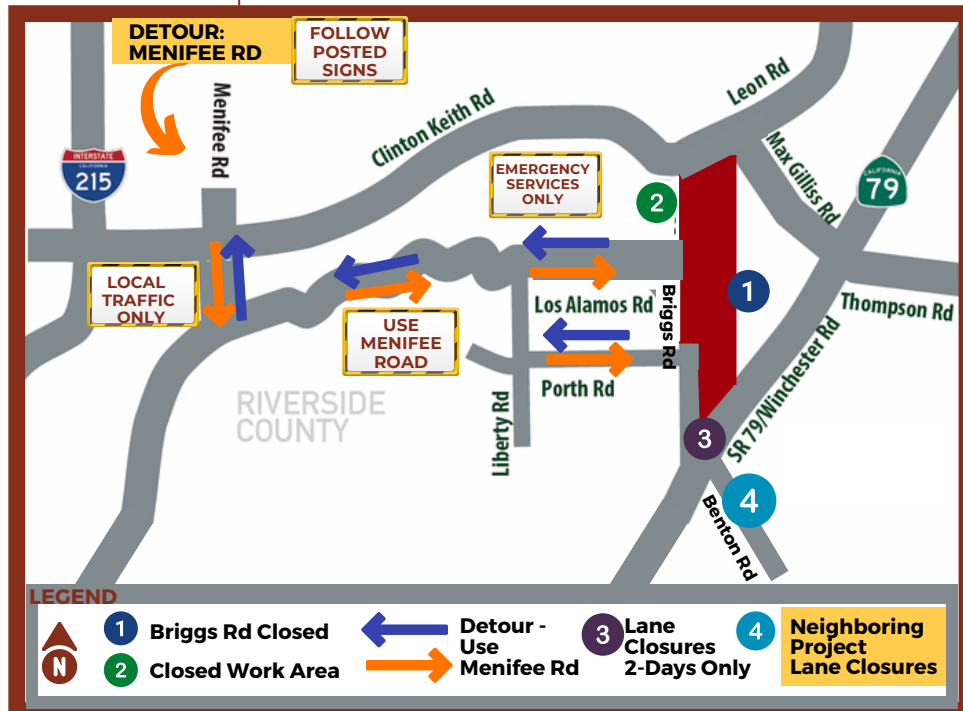 DETOUR:
MENIFEE RD
FOLLOW
POSTED
SIGNS
Menifee Rd
Clinton Keith Rd
Leon Rd
Max Gilliss Rd
INTERSTATE
CALIFORNIA
215
CALIFORNIA
79
EMERGENCY
SERVICES
ONLY
2
1
LOCAL
TRAFFIC
ONLY
USE
MENIFEE
ROAD
Los Alamos Rd
Briggs Rd
Thompson Rd
Porth Rd
Liberty Rd
SR 79/Winchester Rd
RIVERSIDE
COUNTY
3
4
Benton Rd
LEGEND
N
1 Briggs Rd Closed
2 Closed Work Area
Detour -
Use
Menifee Rd
3 Lane
Closures
2-Days Only
4 Neighboring
Project
Lane Closures